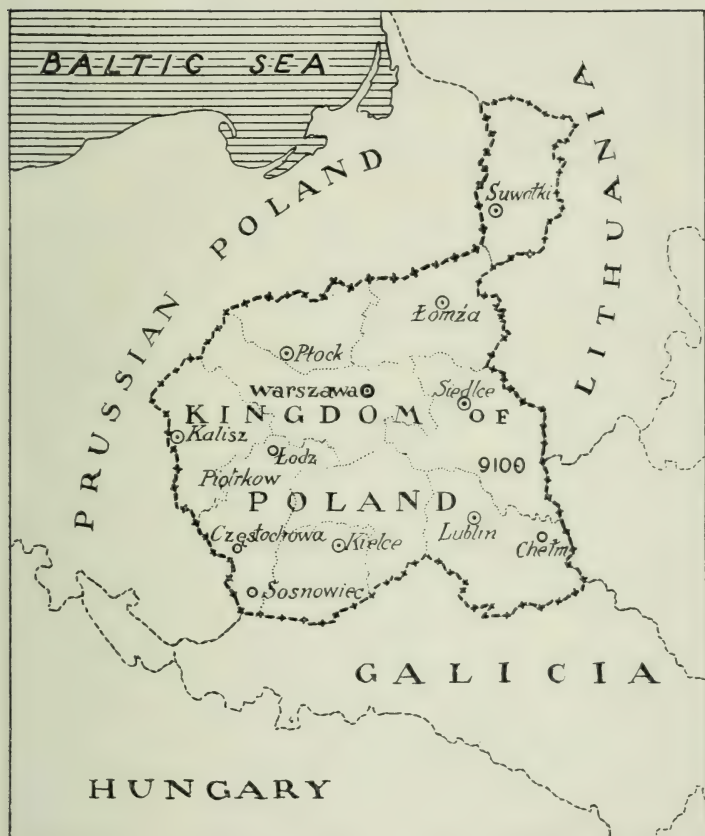 BALTIC SEA
PRUSSIAN POLAND
LITHUANIA
Suwałki
Łomża
Płock
Warszawa
Siedlce
KINGDOM OF
Kalisz
Łodz
9100
Piotrkow
POLAND
Lublin
Częstochowa
Kielce
Chełm
Sosnowiec
GALICIA
HUNGARY